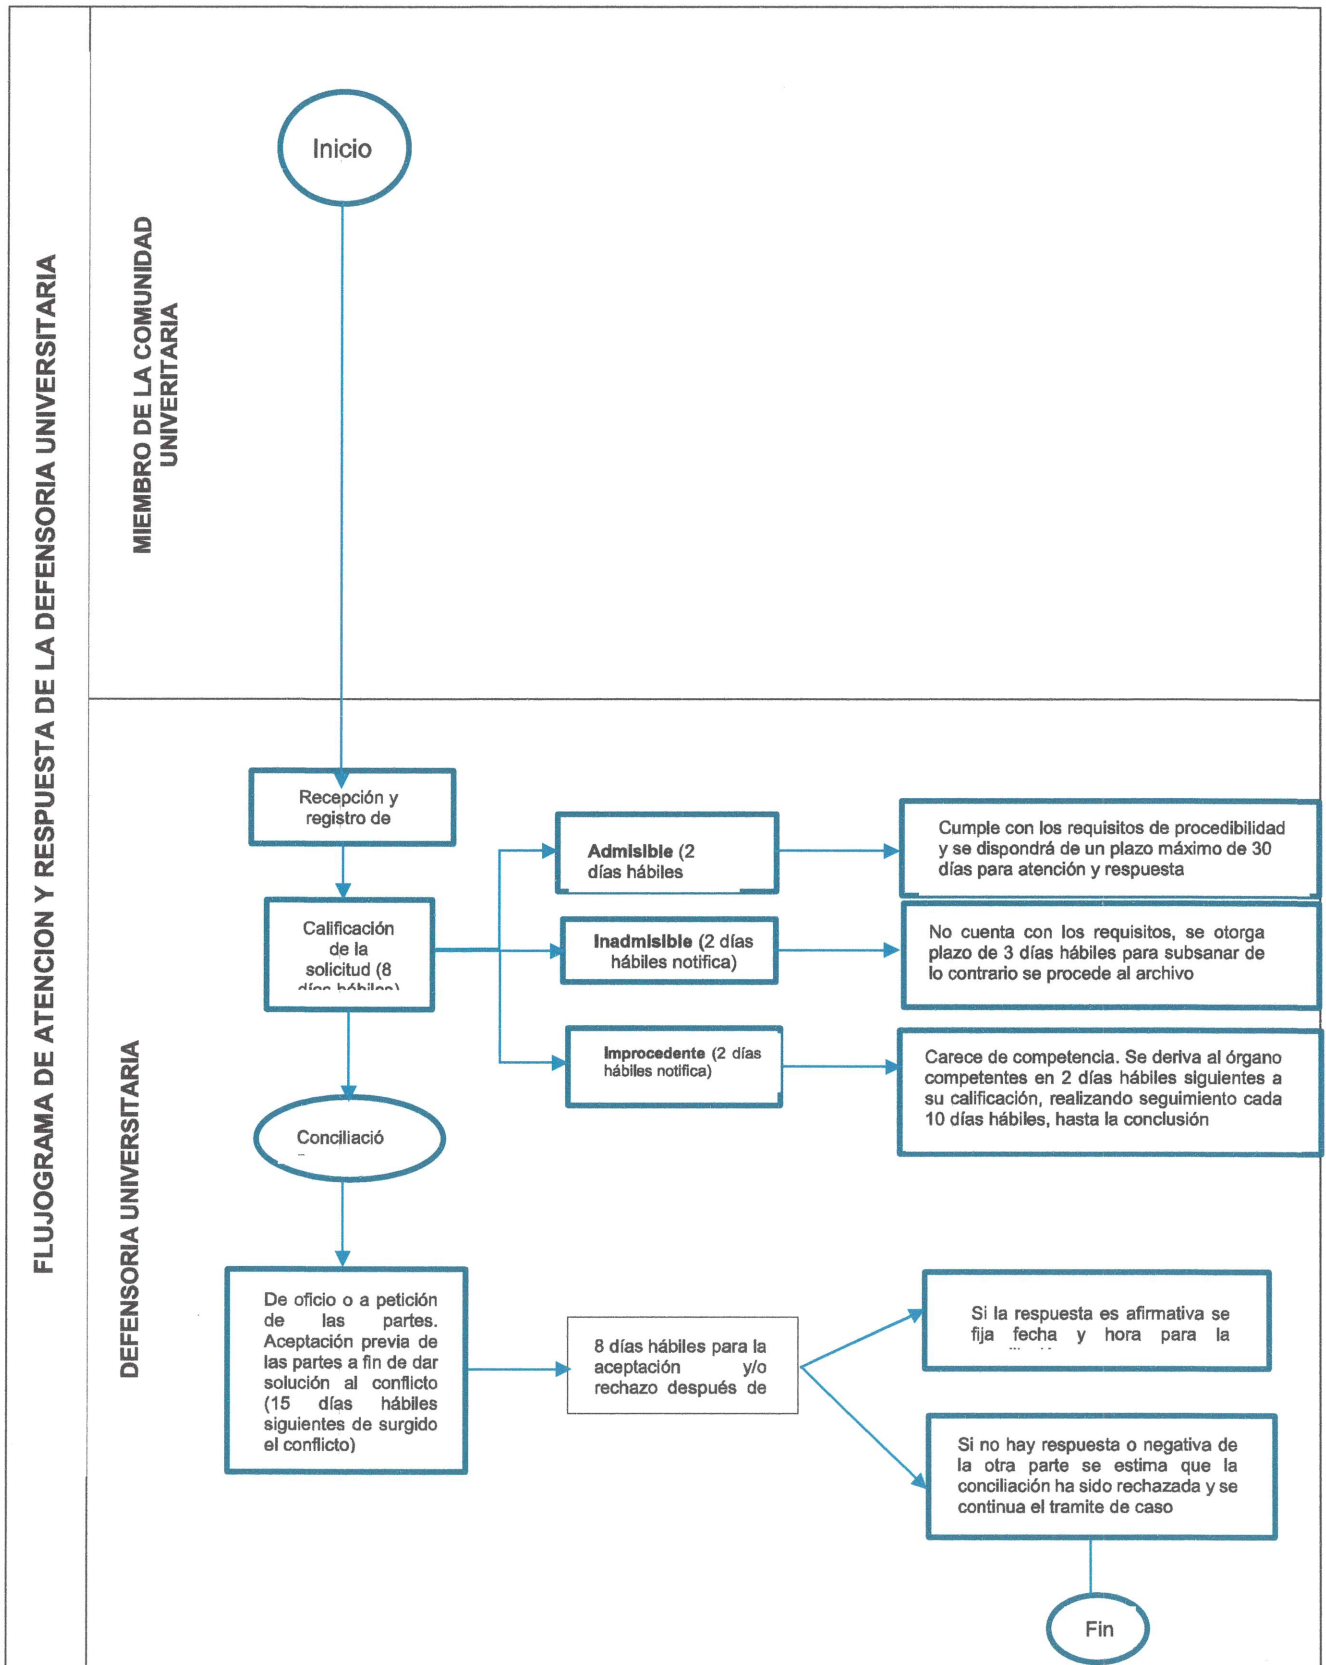 FLUJOGRAMA DE ATENCION Y RESPUESTA DE LA DEFENSORIA UNIVERSITARIA
MIEMBRO DE LA COMUNIDAD
UNIVERITARIA
Inicio
DEFENSORIA UNIVERSITARIA
Recepción y
registro de
Calificación
de la
solicitud (8
días hábiles)
Admisible (2
días hábiles
Cumple con los requisitos de procedibilidad
y se dispondrá de un plazo máximo de 30
días para atención y respuesta
Inadmisible (2 días
hábiles notifica)
No cuenta con los requisitos, se otorga
plazo de 3 días hábiles para subsanar de
lo contrario se procede al archivo
Improcedente (2 días
hábiles notifica)
Carece de competencia. Se deriva al órgano
competentes en 2 días hábiles siguientes a
su calificación, realizando seguimiento cada
10 días hábiles, hasta la conclusión
Conciliació
De oficio o a petición
de las partes.
Aceptación previa de
las partes a fin de dar
solución al conflicto
(15 días hábiles
siguientes de surgido
el conflicto)
8 días hábiles para la
aceptación y/o
rechazo después de
Si la respuesta es afirmativa se
fija fecha y hora para la
Si no hay respuesta o negativa de
la otra parte se estima que la
conciliación ha sido rechazada y se
continua el tramite de caso
Fin